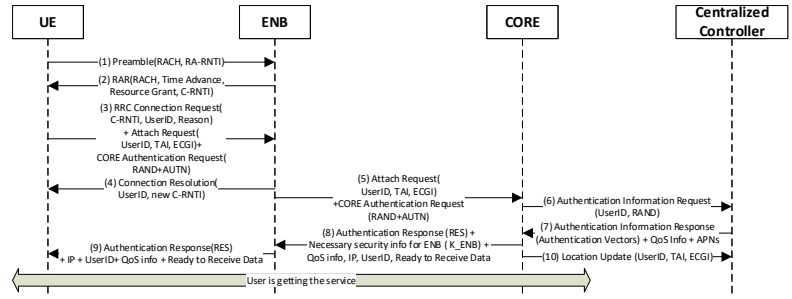 UE
ENB
CORE
Centralized
Controller
(1) Preamble(RACH, RA-RNTI)
(2) RAR(RACH, Time Advance,
Resource Grant, C-RNTI)
(3) RRC Connection Request(
C-RNTI, UserID, Reason)
+ Attach Request(
UserID, TAI, ECGI)+
CORE Authentication Request(
RAND+AUTN)
(4) Connection Resolution(
UserID, new C-RNTI)
(5) Attach Request(
UserID, TAI, ECGI)
+CORE Authentication Request
(RAND+AUTN)
(6) Authentication Information Request
(UserID, RAND)
(7) Authentication Information Response
(Authentication Vectors) + QoS Info + APNs
(8) Authentication Response (RES) +
Necessary security info for ENB ( K_ENB) +
QoS info, IP, UserID, Ready to Receive Data
(9) Authentication Response(RES)
+ IP + UserID+ QoS info + Ready to Receive Data
(10) Location Update (UserID, TAI, ECGI)
User is getting the service